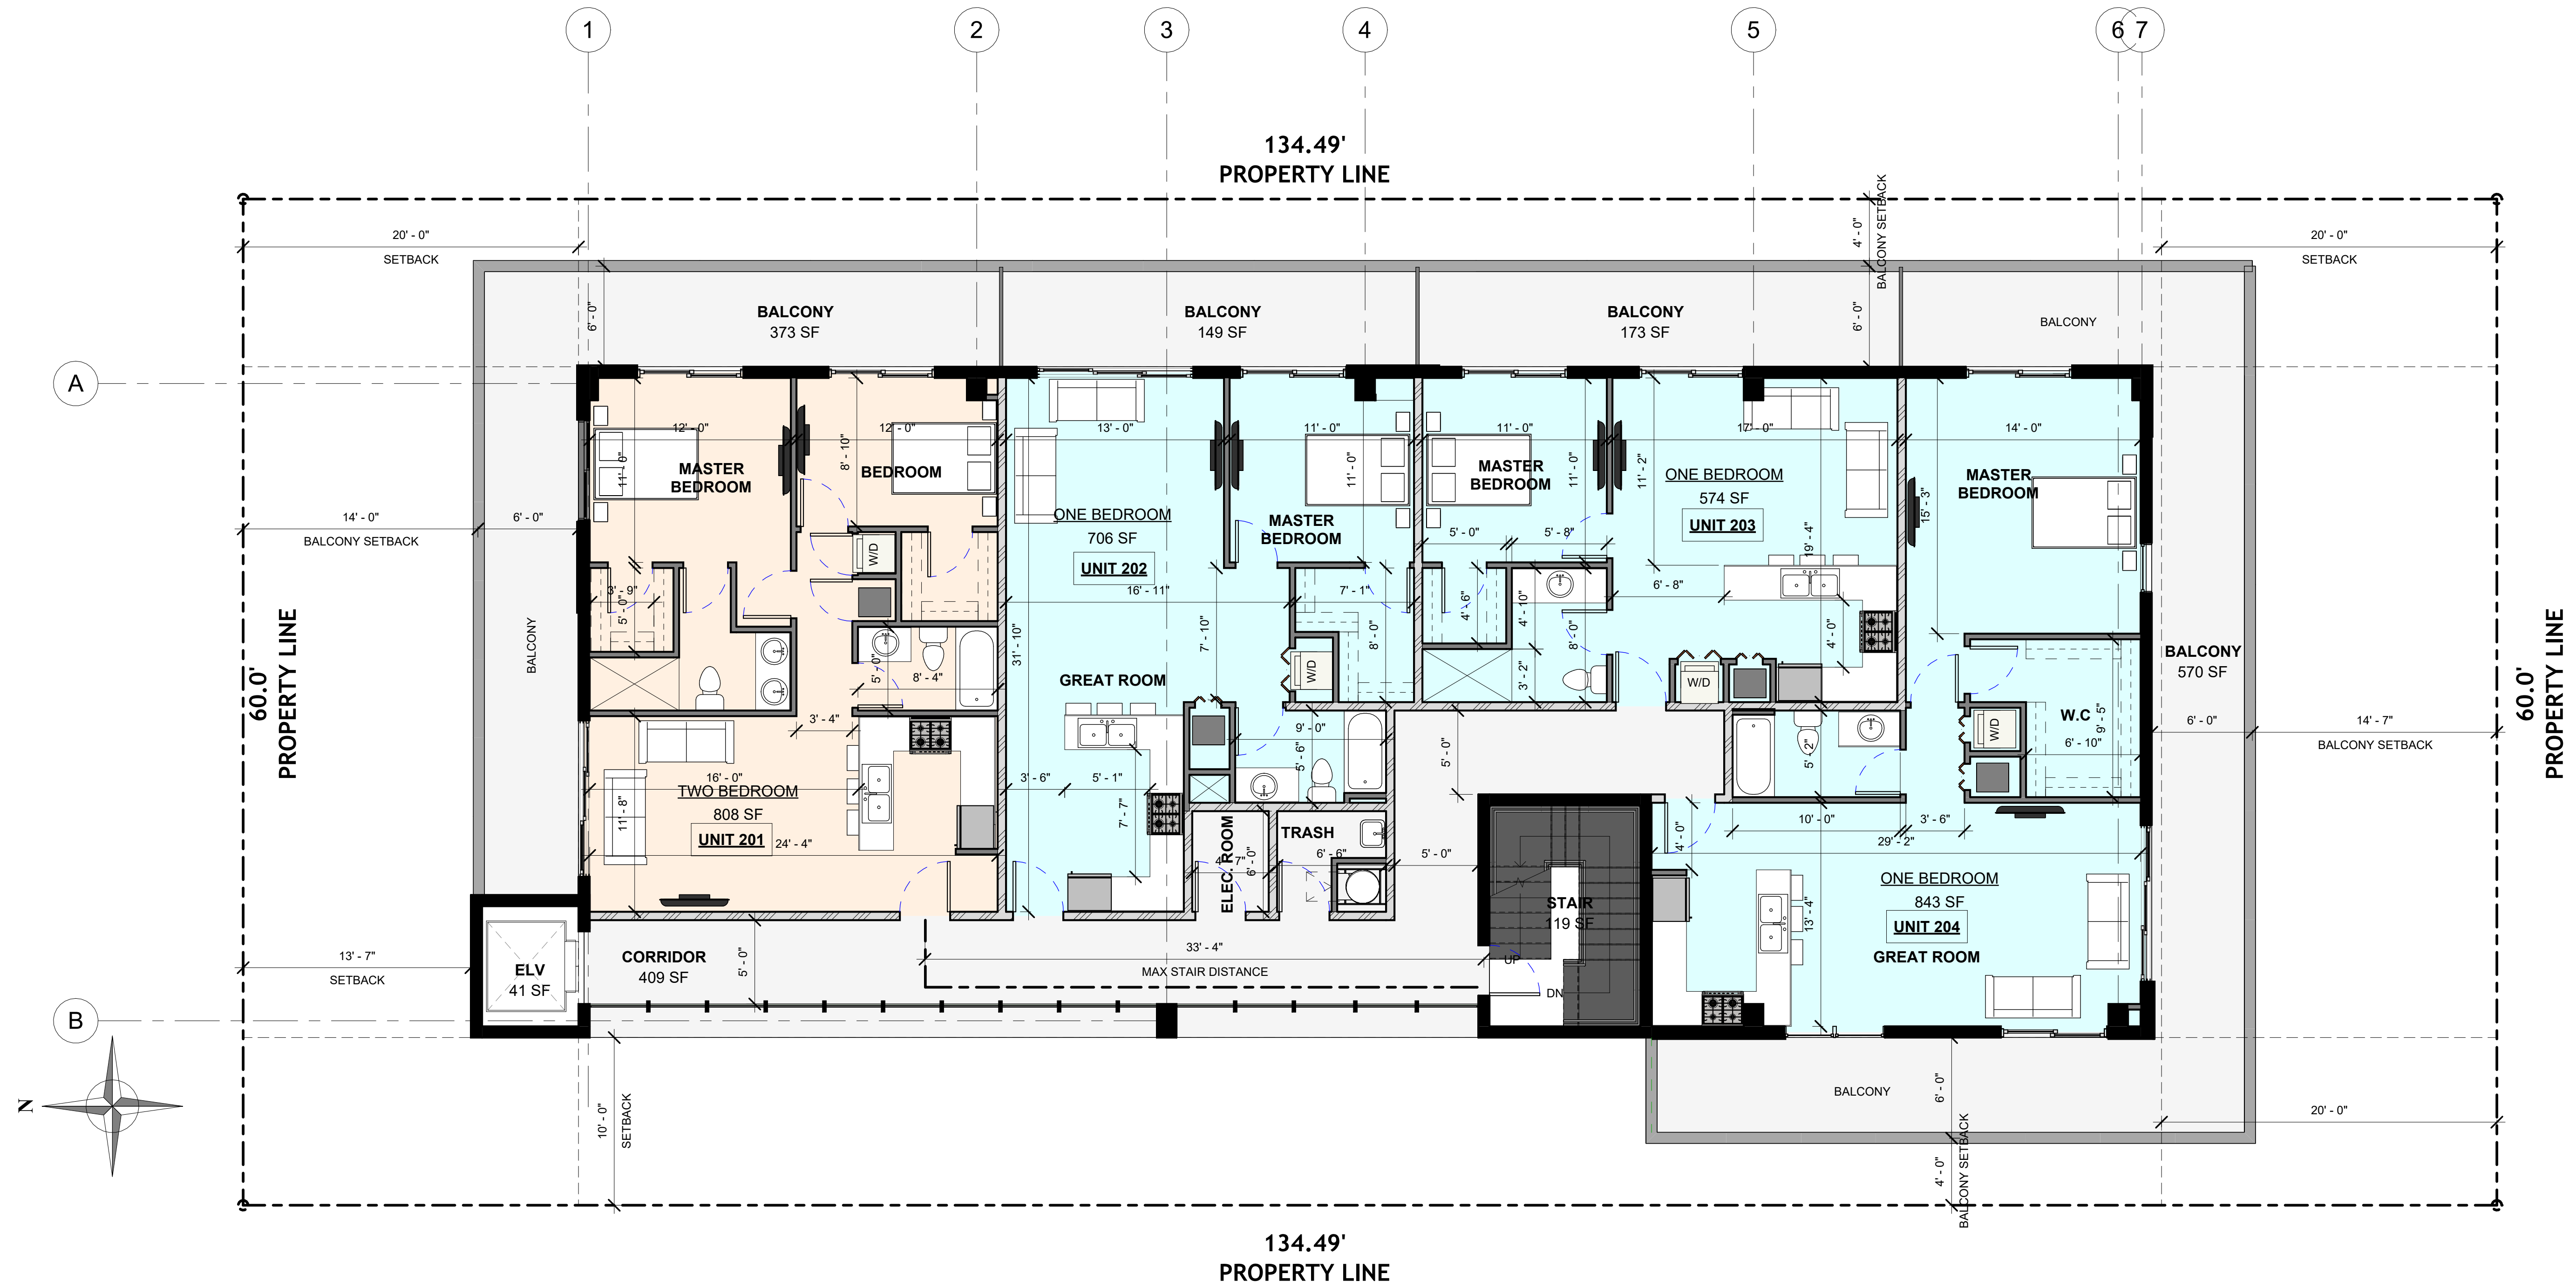 1
2
3
4
5
6
7
134.49'
PROPERTY LINE
20' - 0"
SETBACK
4' - 0"
BALCONY SETBACK
20' - 0"
SETBACK
6' - 0"
BALCONY
373 SF
BALCONY
149 SF
BALCONY
173 SF
6' - 0"
BALCONY
A
12' - 0"
12' - 0"
13' - 0"
11' - 0"
11' - 0"
17' - 0"
14' - 0"
11' - 0"
MASTER
BEDROOM
8' - 10"
BEDROOM
11' - 0"
MASTER
BEDROOM
MASTER
BEDROOM
11' - 0"
11' - 2"
ONE BEDROOM
574 SF
UNIT 203
19' - 4"
15' - 3"
MASTER
BEDROOM
14' - 0"
BALCONY SETBACK
6' - 0"
ONE BEDROOM
706 SF
UNIT 202
W/D
5' - 0"
5' - 8"
3' - 9"
5' - 0"
16' - 11"
7' - 1"
4' - 6"
4' - 10"
8' - 0"
6' - 8"
4' - 0"
60.0'
PROPERTY LINE
BALCONY
5' - 0"
8' - 4"
31' - 10"
7' - 10"
8' - 0"
W/D
3' - 2"
W/D
GREAT ROOM
BALCONY
570 SF
60.0'
PROPERTY LINE
3' - 4"
9' - 0"
5' - 6"
5' - 0"
5' - 2"
W/D
W.C
9' - 5"
6' - 10"
6' - 0"
14' - 7"
BALCONY SETBACK
16' - 0"
TWO BEDROOM
808 SF
UNIT 201
11' - 8"
24' - 4"
3' - 6"
5' - 1"
7' - 7"
ELEC. ROOM
4' - 7"
6' - 0"
TRASH
6' - 6"
5' - 0"
4' - 0"
10' - 0"
3' - 6"
29' - 2"
ONE BEDROOM
843 SF
UNIT 204
13' - 4"
GREAT ROOM
STAIR
119 SF
UP
DN
13' - 7"
SETBACK
ELV
41 SF
CORRIDOR
409 SF
5' - 0"
33' - 4"
MAX STAIR DISTANCE
B
N
10' - 0"
SETBACK
BALCONY
6' - 0"
20' - 0"
4' - 0"
BALCONY SETBACK
134.49'
PROPERTY LINE